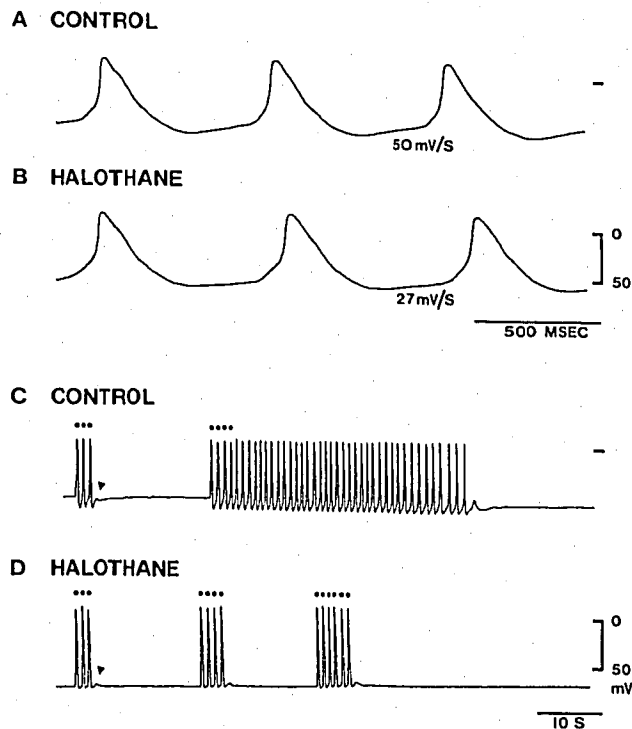 A CONTROL
50 mV/S
B HALOTHANE
0
50
27 mV/S
500 MSEC
C CONTROL
D HALOTHANE
0
50
mV
10 S